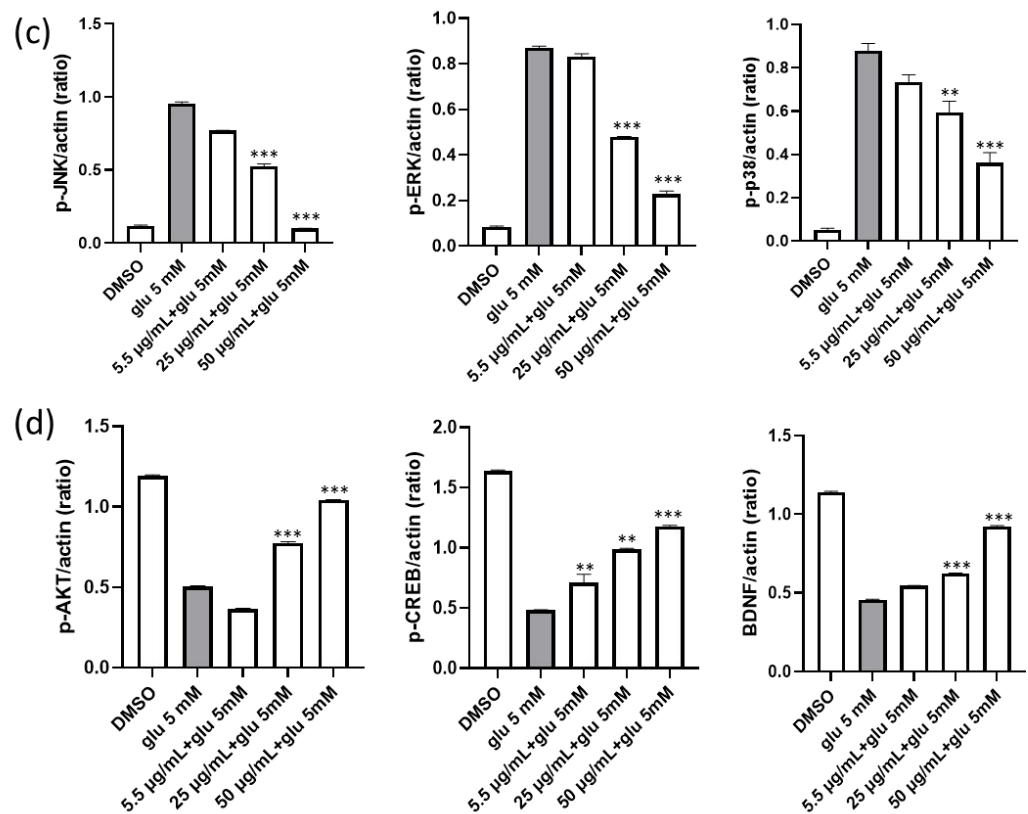 (c)
p-JNK/actin (ratio)
1.5
1.0
0.5
0.0
***
***
DMSO
glu 5 mM
5.5 µg/mL+glu 5mM
25 µg/mL+glu 5mM
50 µg/mL+glu 5mM
p-ERK/actin (ratio)
1.0
0.8
0.6
0.4
0.2
0.0
***
***
DMSO
glu 5 mM
5.5 µg/mL+glu 5mM
25 µg/mL+glu 5mM
50 µg/mL+glu 5mM
p-p38/actin (ratio)
1.0
0.8
0.6
0.4
0.2
0.0
**
***
DMSO
glu 5 mM
5.5 µg/mL+glu 5mM
25 µg/mL+glu 5mM
50 µg/mL+glu 5mM
(d)
p-AKT/actin (ratio)
1.5
1.0
0.5
0.0
***
***
DMSO
glu 5 mM
5.5 µg/mL+glu 5mM
25 µg/mL+glu 5mM
50 µg/mL+glu 5mM
p-CREB/actin (ratio)
2.0
1.5
1.0
0.5
0.0
**
**
***
DMSO
glu 5 mM
5.5 µg/mL+glu 5mM
25 µg/mL+glu 5mM
50 µg/mL+glu 5mM
BDNF/actin (ratio)
1.5
1.0
0.5
0.0
***
***
DMSO
glu 5 mM
5.5 µg/mL+glu 5mM
25 µg/mL+glu 5mM
50 µg/mL+glu 5mM